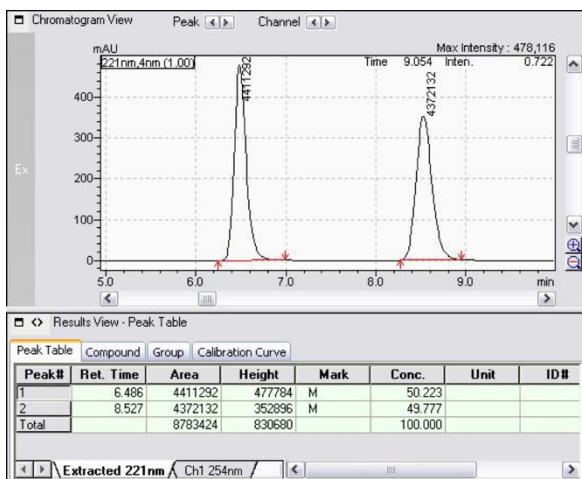 Chromatogram View Peak Channel
mAU
Max Intensity : 478,116
221nm,4nm (1.00)
Time 9.054 Inten. 0.722
4411292
4372132
400
300
200
100
0
5.0 6.0 7.0 8.0 9.0 min
Ex
Results View - Peak Table
Peak Table Compound Group Calibration Curve
Peak# Ret. Time Area Height Mark Conc. Unit ID#
1 6.486 4411292 477784 M 50.223
2 8.527 4372132 352896 M 49.777
Total 8783424 830680 100.000
Extracted 221nm Ch1 254nm